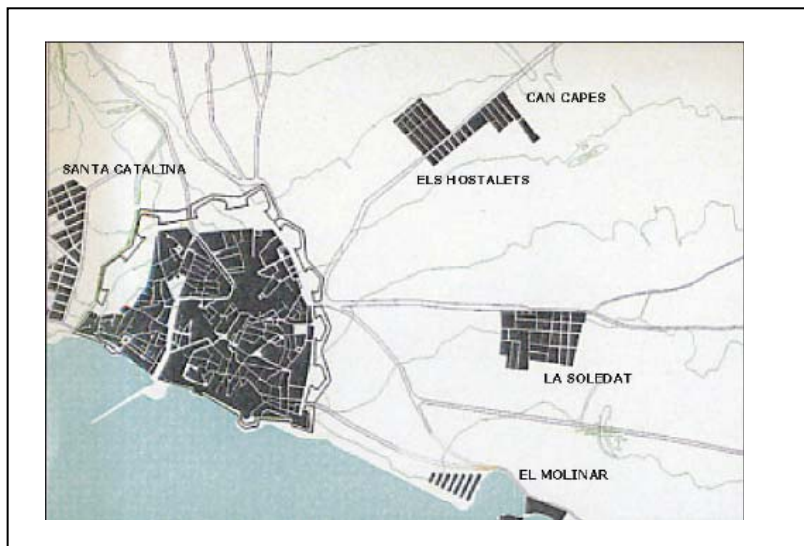 CAN CAPES
SANTA CATALINA
ELS HOSTALETS
LA SOLEDAT
EL MOLINAR